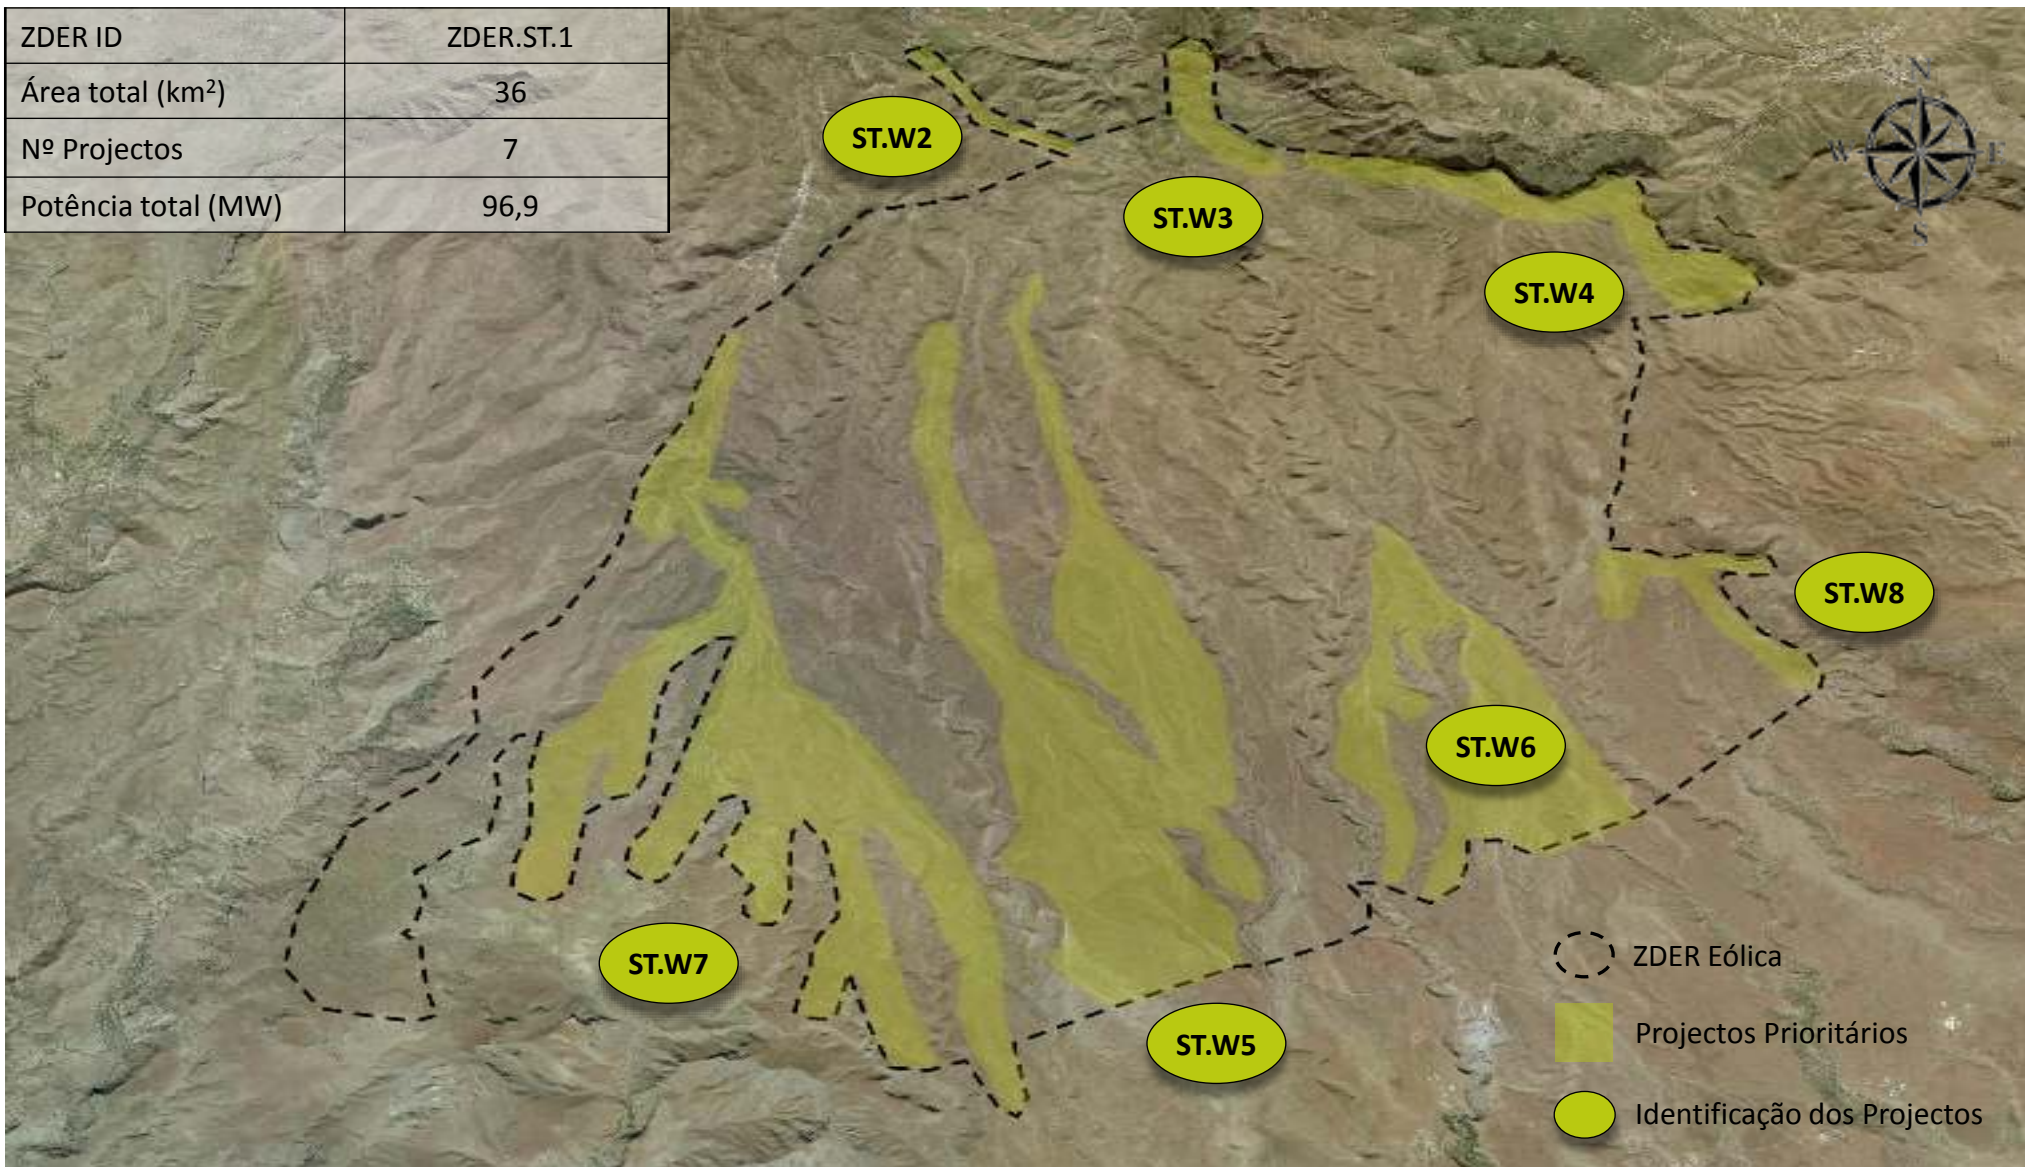 ZDER ID ZDER.ST.1
Área total (km²) 36
Nº Projectos 7
Potência total (MW) 96,9
N
W E
S
ST.W2
ST.W3
ST.W4
ST.W8
ST.W6
ST.W7
ST.W5
ZDER Eólica
Projectos Prioritários
Identificação dos Projectos